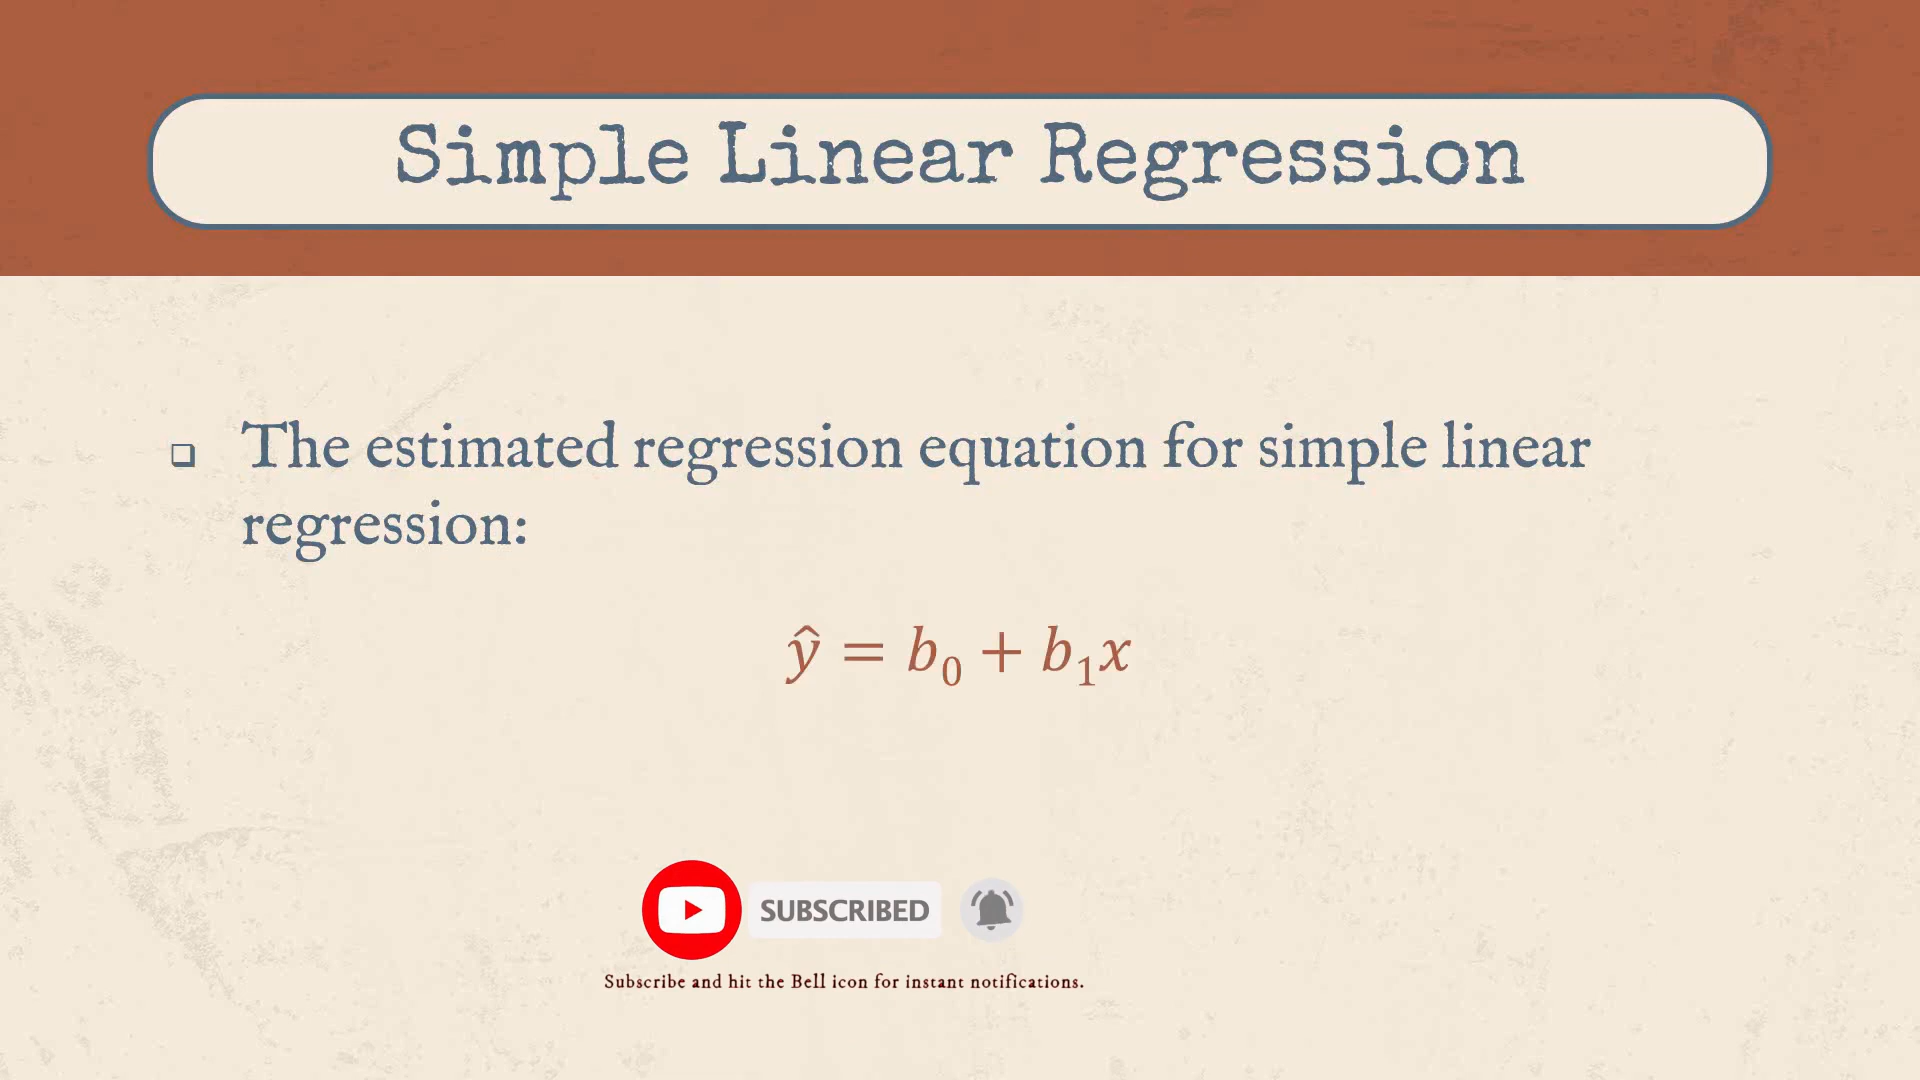 Simple Linear Regression
❑ The estimated regression equation for simple linear
regression:
ŷ = b₀ + b₁x
SUBSCRIBED
Subscribe and hit the Bell icon for instant notifications.